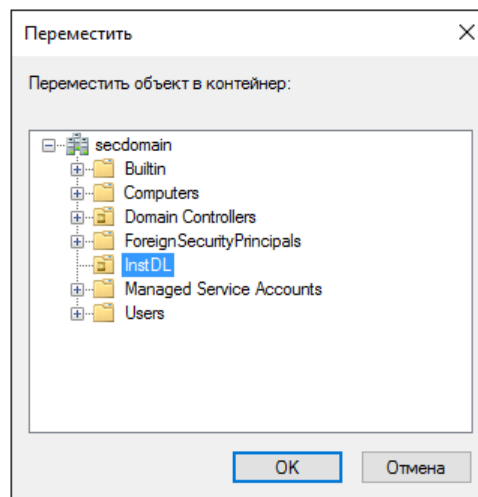 Переместить
Переместить объект в контейнер:
secdomain
Builtin
Computers
Domain Controllers
ForeignSecurityPrincipals
InstDL
Managed Service Accounts
Users
OK
Отмена